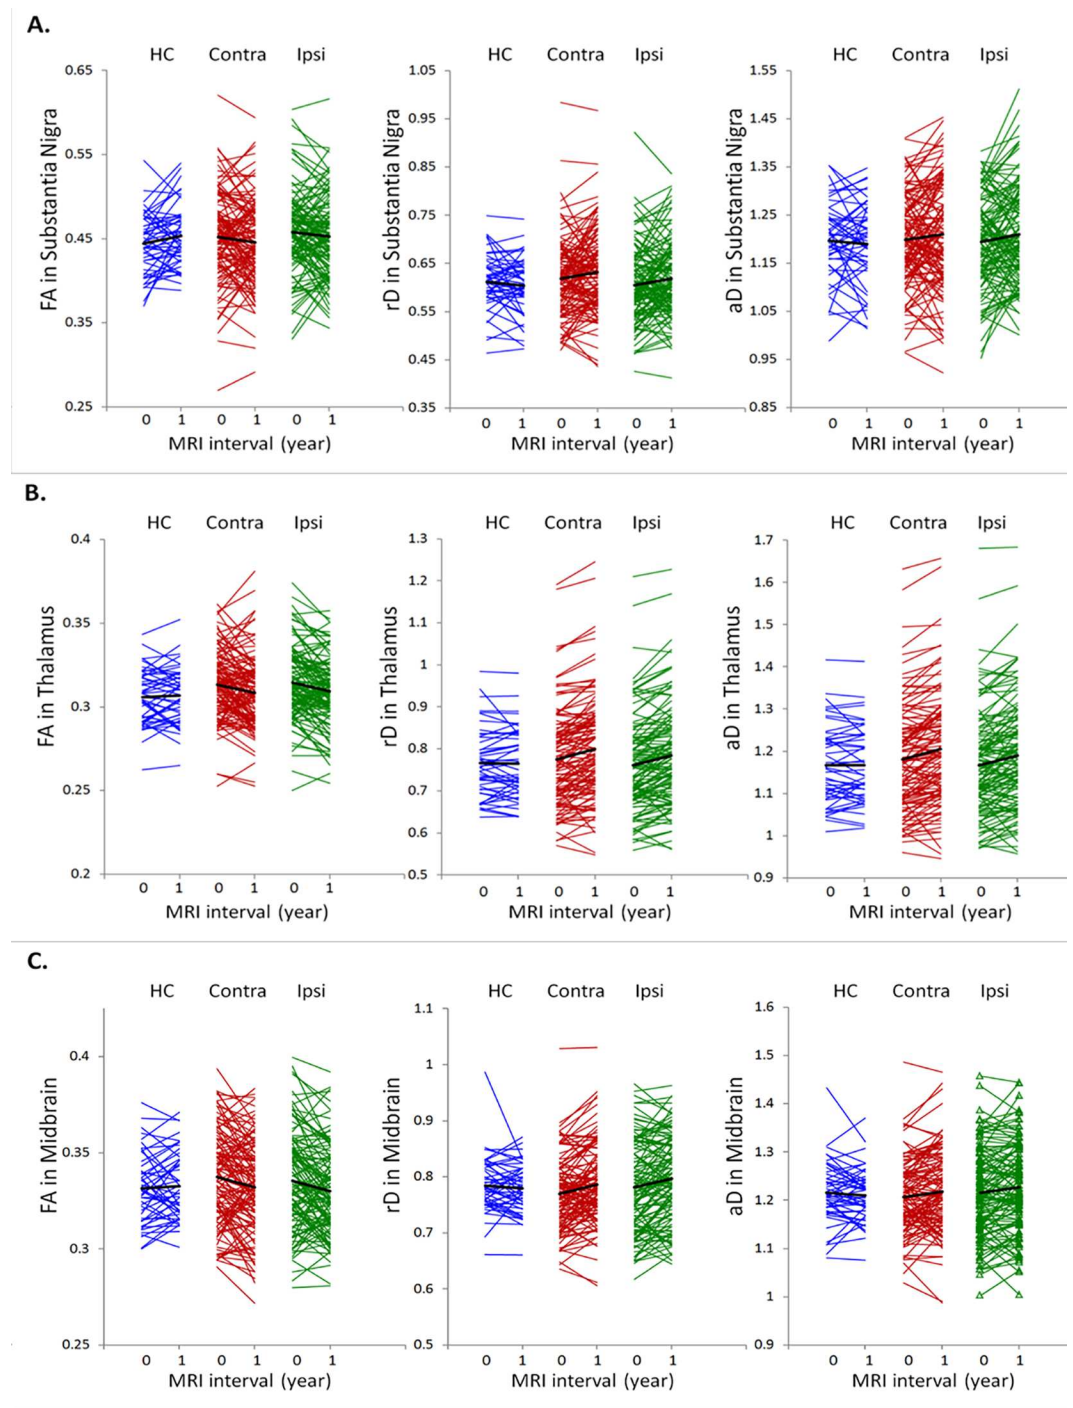 A.
HC Contra Ipsi HC Contra Ipsi HC Contra Ipsi
FA in Substantia Nigra
0.65
0.55
0.45
0.35
0.25
0 1 0 1 0 1
MRI interval (year)
rD in Substantia Nigra
1.05
0.95
0.85
0.75
0.65
0.55
0.45
0.35
0 1 0 1 0 1
MRI interval (year)
aD in Substantia Nigra
1.55
1.45
1.35
1.25
1.15
1.05
0.95
0.85
0 1 0 1 0 1
MRI interval (year)
B.
HC Contra Ipsi HC Contra Ipsi HC Contra Ipsi
FA in Thalamus
0.4
0.35
0.3
0.25
0.2
0 1 0 1 0 1
MRI interval (year)
rD in Thalamus
1.3
1.2
1.1
1
0.9
0.8
0.7
0.6
0.5
0 1 0 1 0 1
MRI interval (year)
aD in Thalamus
1.7
1.6
1.5
1.4
1.3
1.2
1.1
1
0.9
0 1 0 1 0 1
MRI interval (year)
C.
HC Contra Ipsi HC Contra Ipsi HC Contra Ipsi
FA in Midbrain
0.4
0.35
0.3
0.25
0 1 0 1 0 1
MRI interval (year)
rD in Midbrain
1.1
1
0.9
0.8
0.7
0.6
0.5
0 1 0 1 0 1
MRI interval (year)
aD in Midbrain
1.6
1.5
1.4
1.3
1.2
1.1
1
0.9
0 1 0 1 0 1
MRI interval (year)